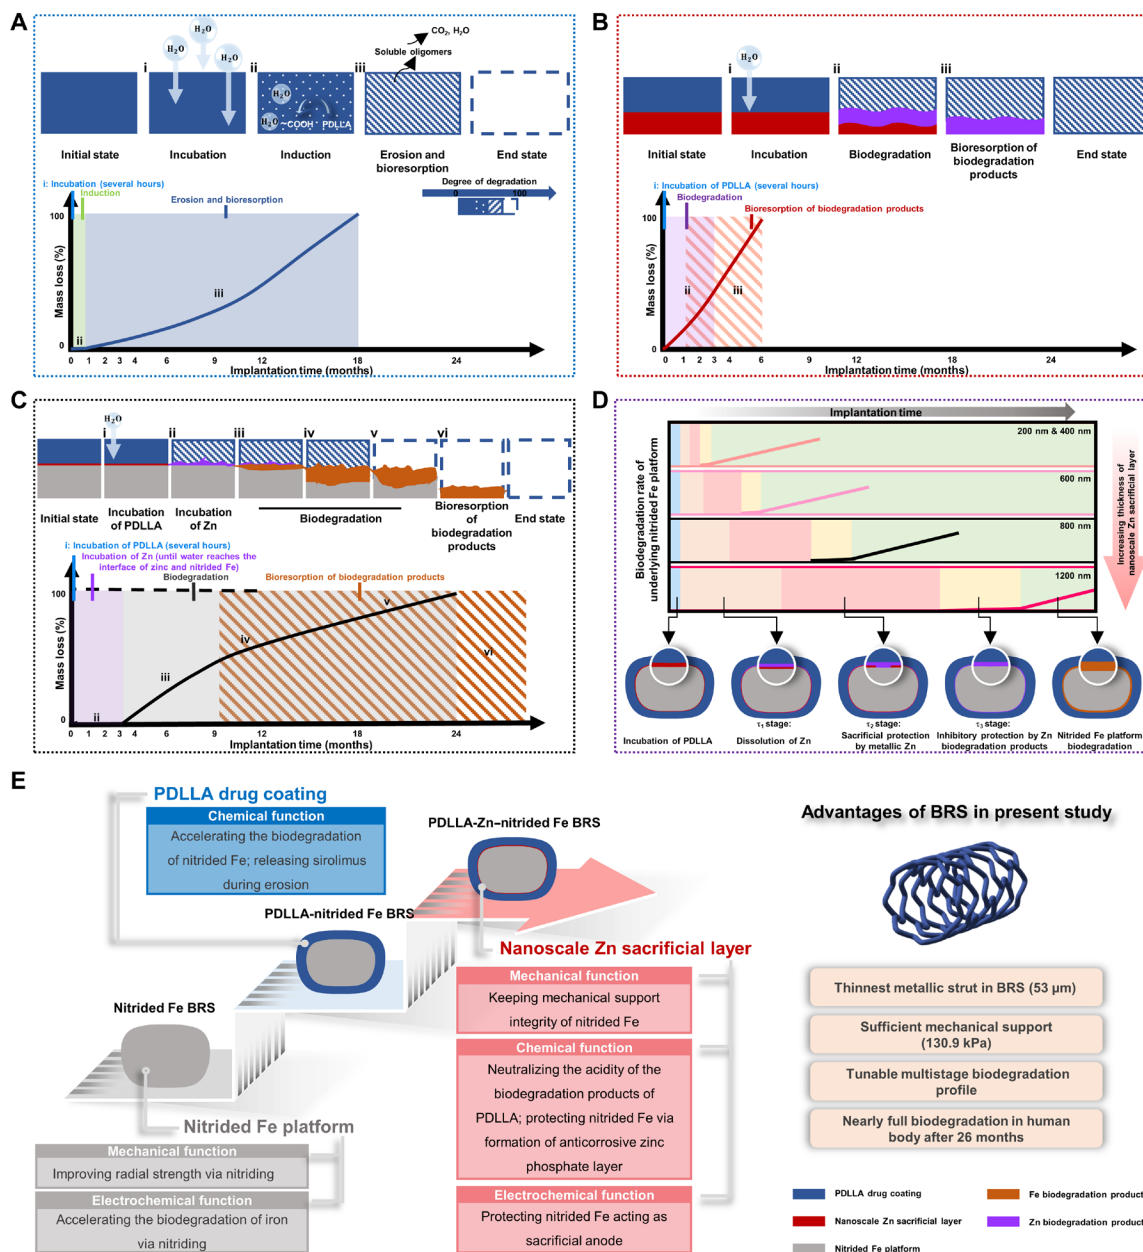 A
H₂O
H₂O
H₂O
CO₂, H₂O
Soluble oligomers
i
ii
iii
H₂O
H₂O
~COOH
PDLLA
Initial state
Incubation
Induction
Erosion and
bioresorption
End state
Degree of degradation
0
100
i: Incubation (several hours)
Induction
Erosion and bioresorption
100
Mass loss (%)
0
ii
iii
0 1 2 3 4 6 9 12 18 24
Implantation time (months)
B
H₂O
i
ii
iii
Initial state
Incubation
Biodegradation
Bioresorption of
biodegradation
products
End state
i: Incubation of PDLLA (several hours)
Biodegradation
Bioresorption of biodegradation products
100
Mass loss (%)
0
ii
iii
0 1 2 3 4 6 9 12 18 24
Implantation time (months)
C
H₂O
i
ii
iii
iv
v
vi
Initial state
Incubation
of PDLLA
Incubation
of Zn
Biodegradation
Bioresorption
of
biodegradation
products
End state
i: Incubation of PDLLA (several hours)
Incubation of Zn (until water reaches the
interface of zinc and nitrided Fe)
Biodegradation
Bioresorption of biodegradation products
100
Mass loss (%)
0
ii
iii
iv
v
vi
0 1 2 3 4 6 9 12 18 24
Implantation time (months)
D
Implantation time
Biodegradation rate of
underlying nitrided Fe platform
200 nm & 400 nm
600 nm
800 nm
1200 nm
Increasing thickness of
nanoscale Zn sacrificial layer
Incubation of PDLLA
τ₁ stage:
Dissolution of Zn
τ₂ stage:
Sacrificial protection
by metallic Zn
τ₃ stage:
Inhibitory protection by Zn
biodegradation products
Nitrided Fe platform
biodegradation
E
PDLLA drug coating
Chemical function
Accelerating the biodegradation
of nitrided Fe; releasing sirolimus
during erosion
PDLLA-Zn–nitrided Fe BRS
PDLLA-nitrided Fe BRS
Nitrided Fe BRS
Nitrided Fe platform
Mechanical function
Improving radial strength via nitriding
Electrochemical function
Accelerating the biodegradation of iron
via nitriding
Nanoscale Zn sacrificial layer
Mechanical function
Keeping mechanical support
integrity of nitrided Fe
Chemical function
Neutralizing the acidity of the
biodegradation products of
PDLLA; protecting nitrided Fe via
formation of anticorrosive zinc
phosphate layer
Electrochemical function
Protecting nitrided Fe acting as
sacrificial anode
Advantages of BRS in present study
Thinnest metallic strut in BRS (53 μm)
Sufficient mechanical support
(130.9 kPa)
Tunable multistage biodegradation
profile
Nearly full biodegradation in human
body after 26 months
PDLLA drug coating
Nanoscale Zn sacrificial layer
Nitrided Fe platform
Fe biodegradation product
Zn biodegradation product